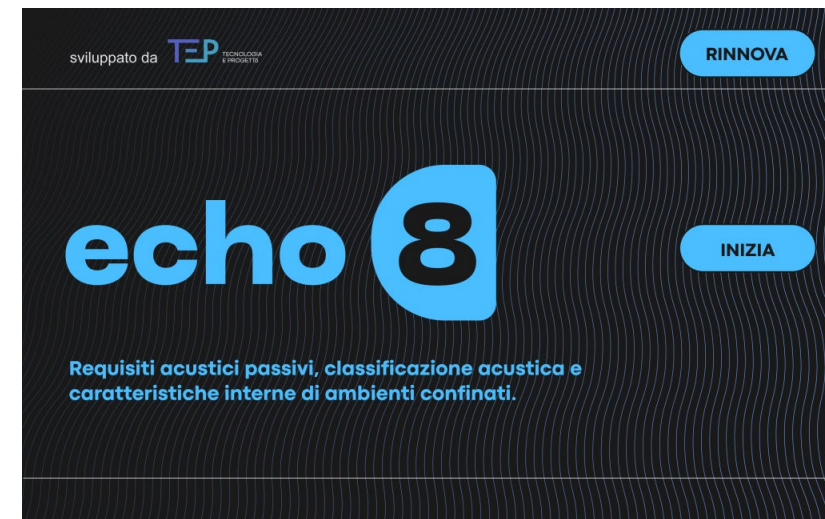 sviluppato da TEP TECNOLOGIA
E PROGETTI
RINNOVA
echo 8
INIZIA
Requisiti acustici passivi, classificazione acustica e
caratteristiche interne di ambienti confinati.